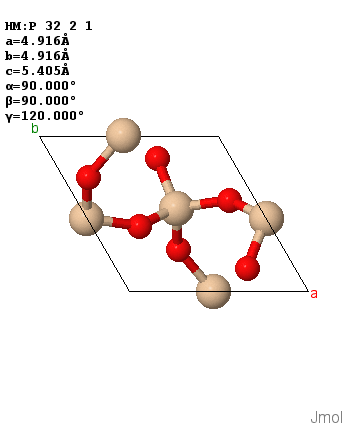 HM:P 32 2 1
a=4.916Å
b=4.916Å
c=5.405Å
α=90.000°
β=90.000°
γ=120.000°
b
a
Jmol